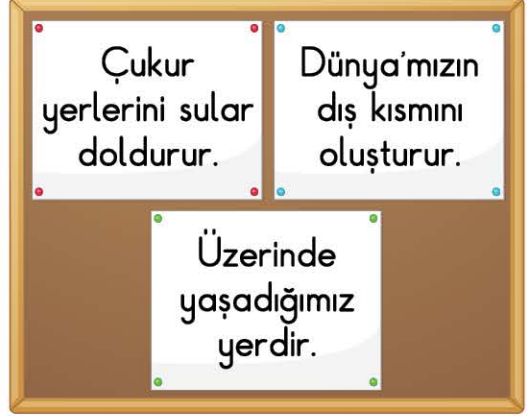 Çukur
yerlerini sular
doldurur.
Dünya'mızın
dış kısmını
oluşturur.
Üzerinde
yaşadığımız
yerdir.